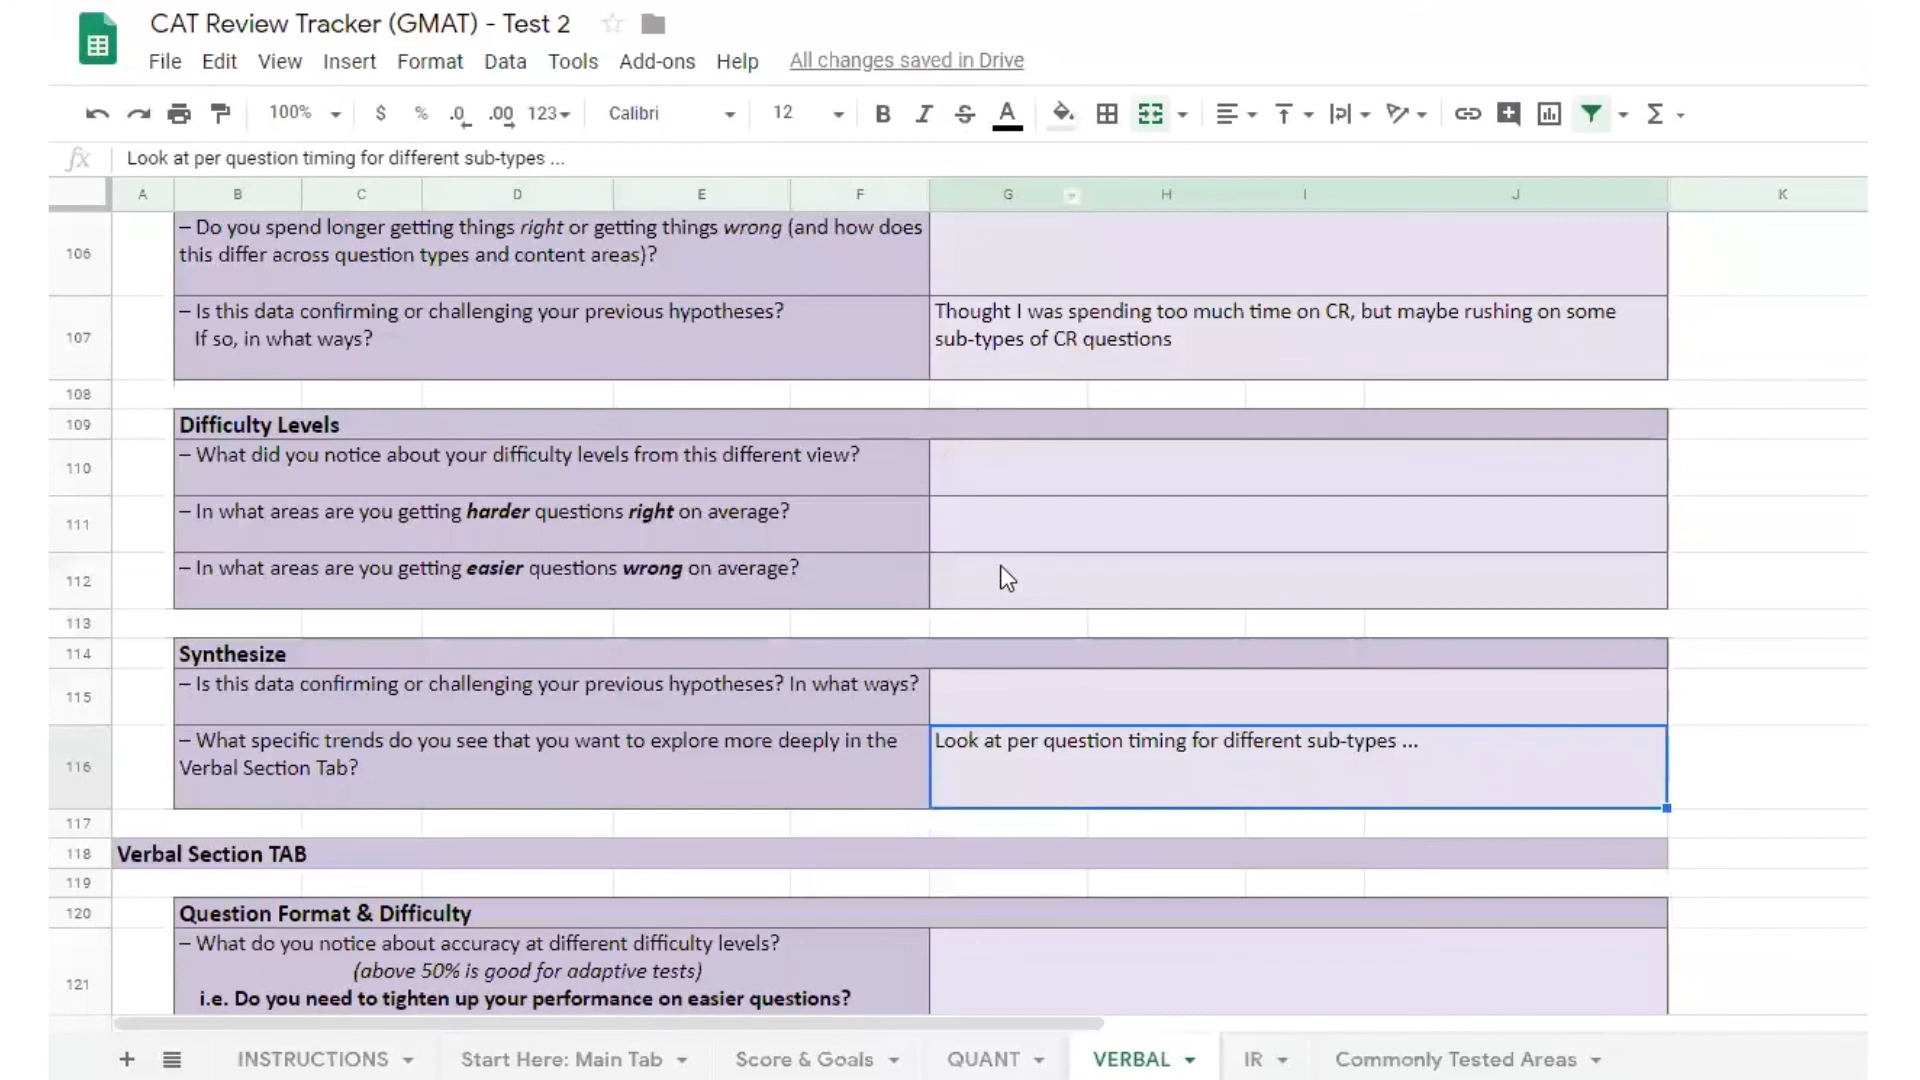 CAT Review Tracker (GMAT) - Test 2
File Edit View Insert Format Data Tools Add-ons Help All changes saved in Drive
100% $ % .0 .00 123 Calibri 12 B I S A Σ
fx Look at per question timing for different sub-types ...
A B C D E F G H I J K
106 – Do you spend longer getting things right or getting things wrong (and how does
this differ across question types and content areas)?
107 – Is this data confirming or challenging your previous hypotheses?
If so, in what ways?
Thought I was spending too much time on CR, but maybe rushing on some
sub-types of CR questions
108
109 Difficulty Levels
110 – What did you notice about your difficulty levels from this different view?
111 – In what areas are you getting harder questions right on average?
112 – In what areas are you getting easier questions wrong on average?
113
114 Synthesize
115 – Is this data confirming or challenging your previous hypotheses? In what ways?
116 – What specific trends do you see that you want to explore more deeply in the
Verbal Section Tab?
Look at per question timing for different sub-types ...
117
118 Verbal Section TAB
119
120 Question Format & Difficulty
121 – What do you notice about accuracy at different difficulty levels?
(above 50% is good for adaptive tests)
i.e. Do you need to tighten up your performance on easier questions?
+ INSTRUCTIONS Start Here: Main Tab Score & Goals QUANT VERBAL IR Commonly Tested Areas